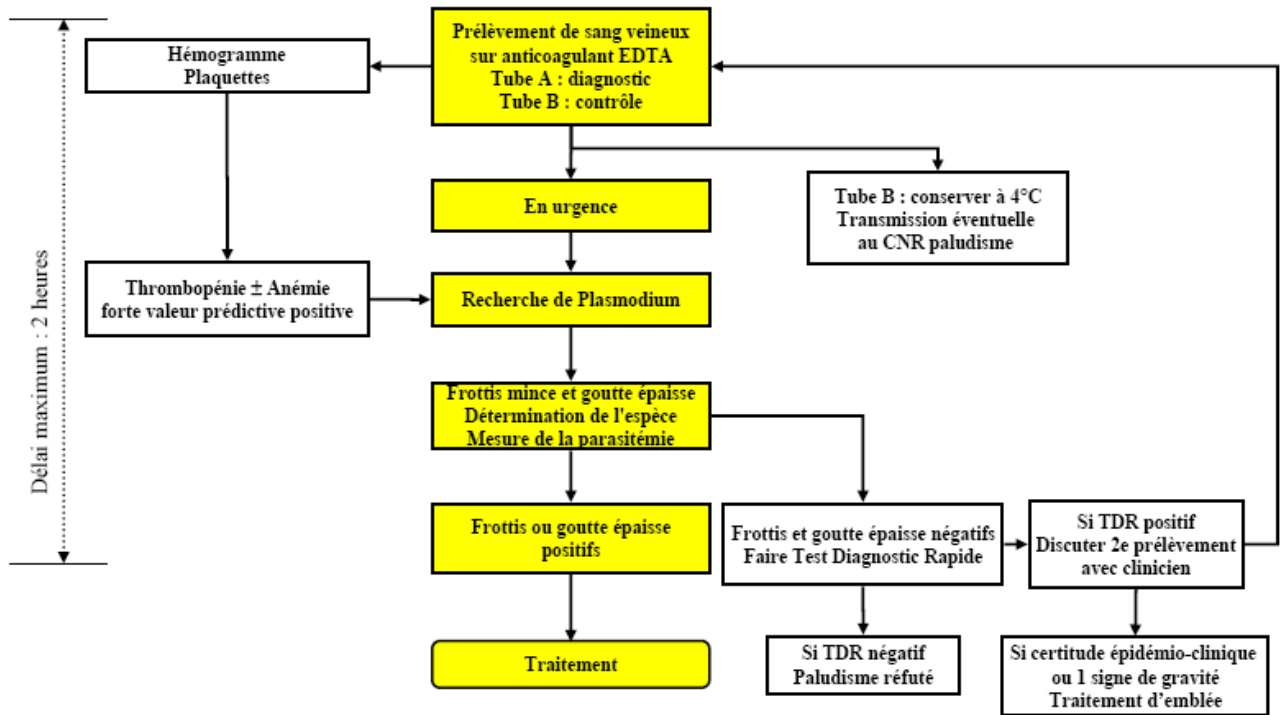 Prélèvement de sang veineux
sur anticoagulant EDTA
Tube A : diagnostic
Tube B : contrôle
Hémogramme
Plaquettes
Délai maximum : 2 heures
En urgence
Tube B : conserver à 4°C
Transmission éventuelle
au CNR paludisme
Thrombopénie ± Anémie
forte valeur prédictive positive
Recherche de Plasmodium
Frottis mince et goutte épaisse
Détermination de l'espèce
Mesure de la parasitémie
Frottis ou goutte épaisse
positifs
Frottis et goutte épaisse négatifs
Faire Test Diagnostic Rapide
Si TDR positif
Discuter 2e prélèvement
avec clinicien
Traitement
Si TDR négatif
Paludisme réfuté
Si certitude épidémio-clinique
ou 1 signe de gravité
Traitement d’emblée